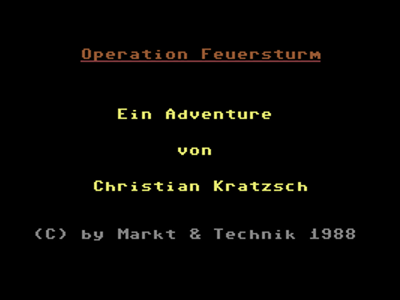 Operation Feuersturm
Ein Adventure
von
Christian Kratzsch
(C) by Markt & Technik 1988